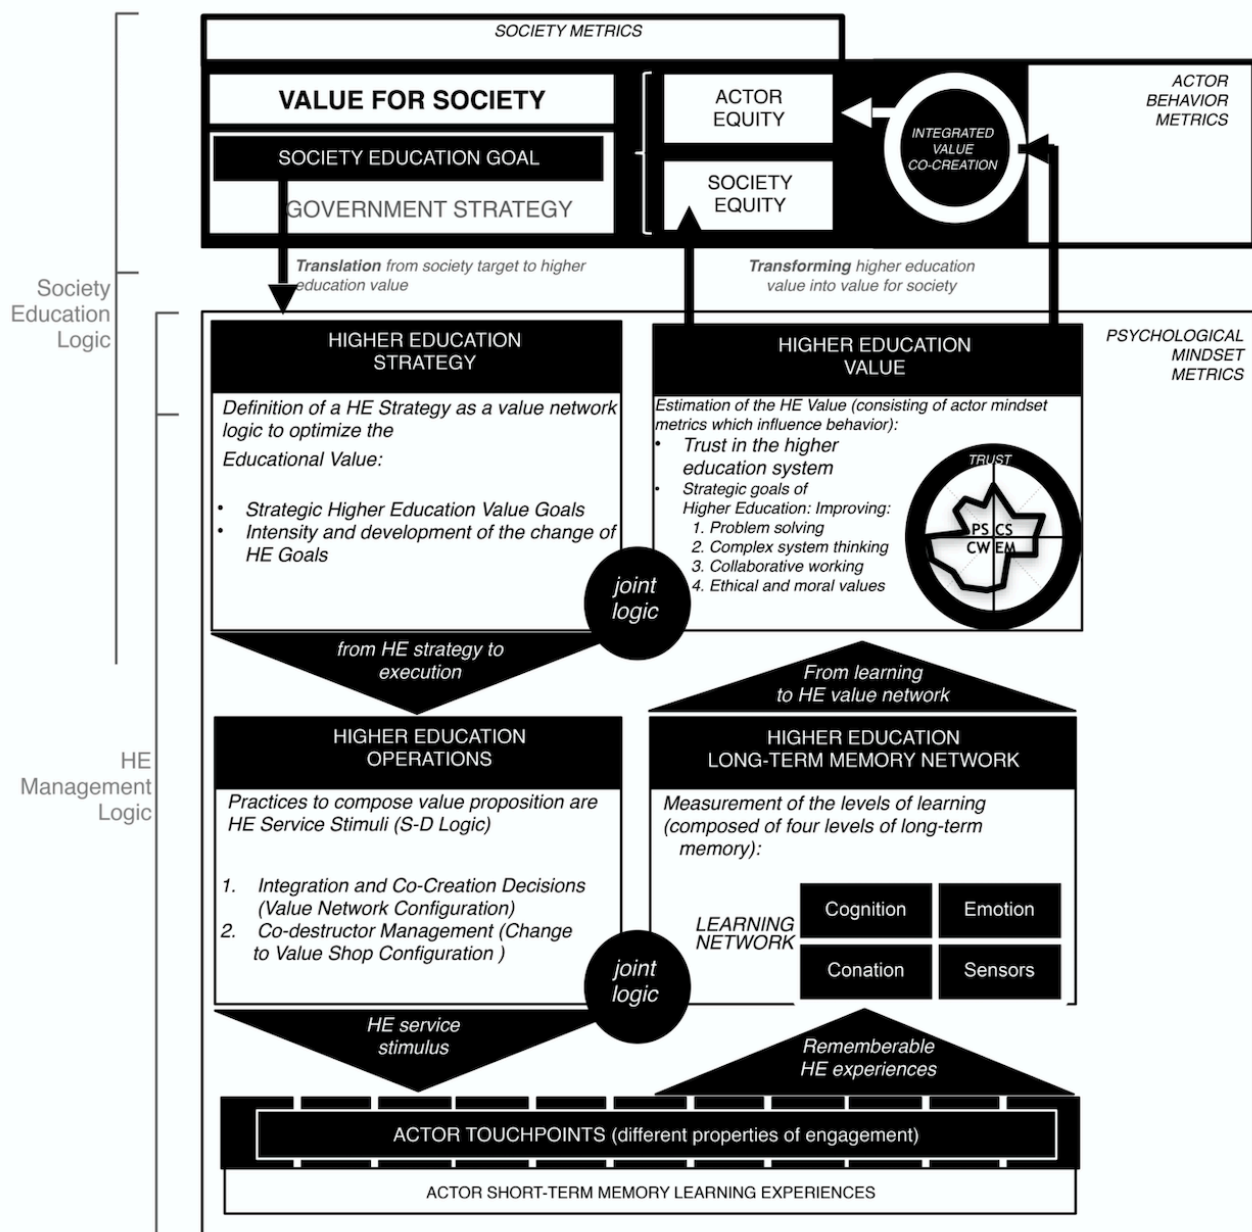 SOCIETY METRICS
VALUE FOR SOCIETY
SOCIETY EDUCATION GOAL
GOVERNMENT STRATEGY
ACTOR
EQUITY
SOCIETY
EQUITY
INTEGRATED
VALUE
CO-CREATION
ACTOR
BEHAVIOR
METRICS
Translation from society target to higher
education value
Transforming higher education
value into value for society
Society
Education
Logic
HIGHER EDUCATION
STRATEGY
Definition of a HE Strategy as a value network
logic to optimize the
Educational Value:
• Strategic Higher Education Value Goals
• Intensity and development of the change of
HE Goals
HIGHER EDUCATION
VALUE
Estimation of the HE Value (consisting of actor mindset
metrics which influence behavior):
• Trust in the higher
education system
• Strategic goals of
Higher Education: Improving:
1. Problem solving
2. Complex system thinking
3. Collaborative working
4. Ethical and moral values
TRUST
PS CS
CW EM
PSYCHOLOGICAL
MINDSET
METRICS
joint
logic
from HE strategy to
execution
From learning
to HE value network
HE
Management
Logic
HIGHER EDUCATION
OPERATIONS
Practices to compose value proposition are
HE Service Stimuli (S-D Logic)
1. Integration and Co-Creation Decisions
(Value Network Configuration)
2. Co-destructor Management (Change
to Value Shop Configuration )
HIGHER EDUCATION
LONG-TERM MEMORY NETWORK
Measurement of the levels of learning
(composed of four levels of long-term
memory):
LEARNING
NETWORK
Cognition
Emotion
Conation
Sensors
joint
logic
HE service
stimulus
Rememberable
HE experiences
ACTOR TOUCHPOINTS (different properties of engagement)
ACTOR SHORT-TERM MEMORY LEARNING EXPERIENCES